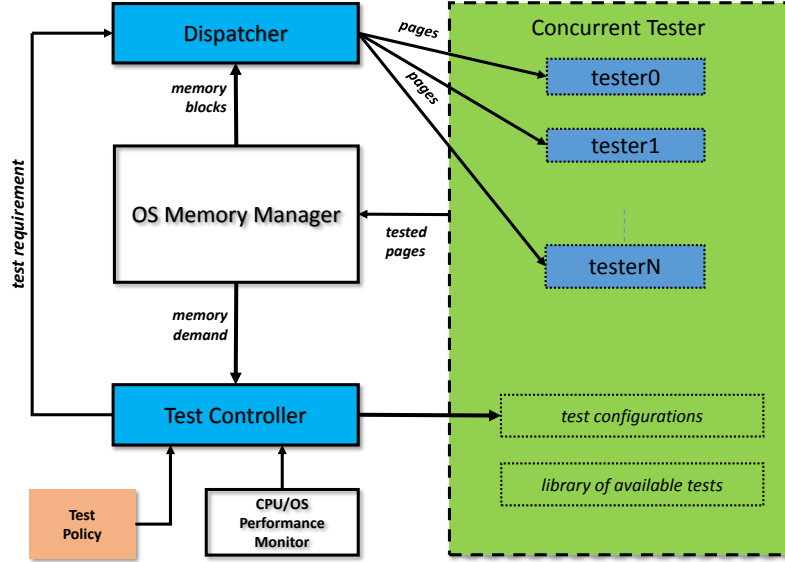 Dispatcher
pages
Concurrent Tester
tester0
memory
blocks
pages
tester1
OS Memory Manager
tested
pages
testerN
test requirement
memory
demand
Test Controller
test configurations
library of available tests
Test
Policy
CPU/OS
Performance
Monitor